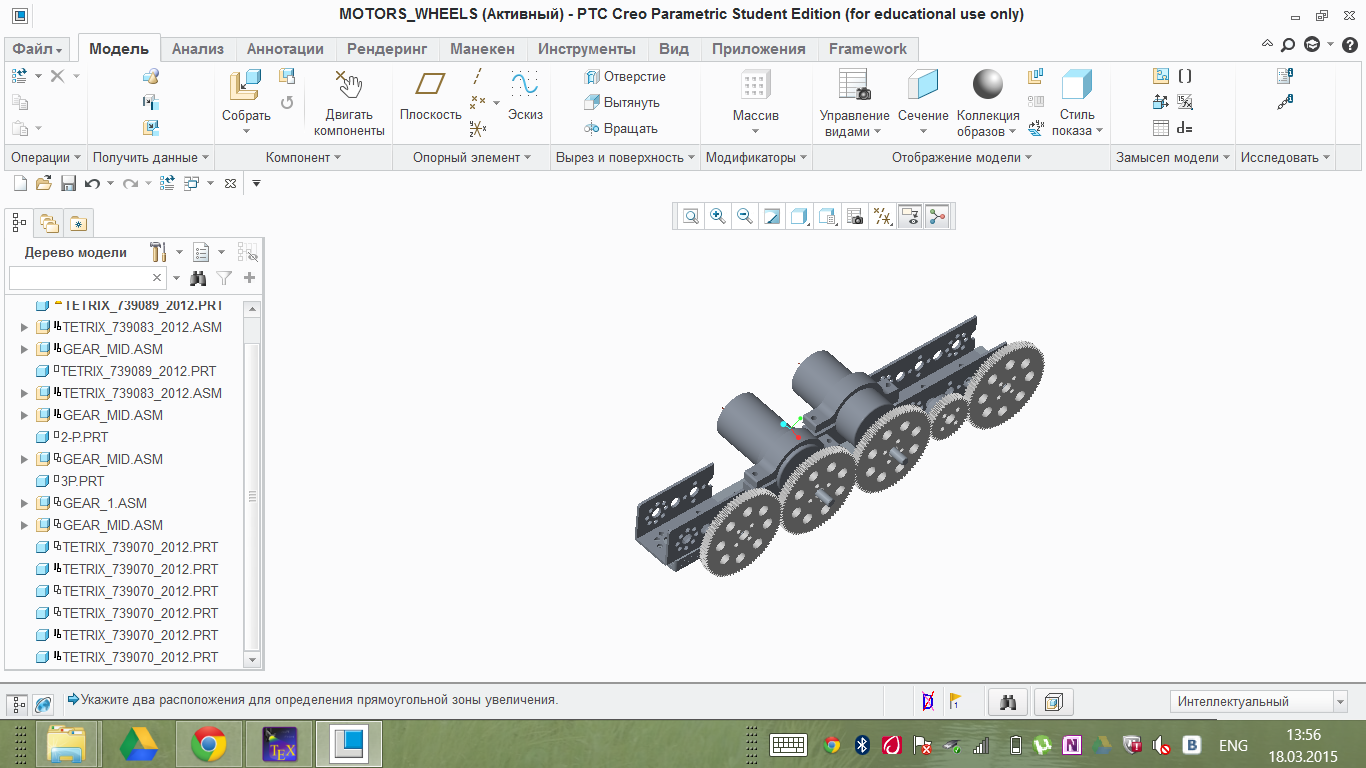 MOTORS_WHEELS (Активный) - PTC Creo Parametric Student Edition (for educational use only)
Файл Модель Анализ Аннотации Рендеринг Манекен Инструменты Вид Приложения Framework
Собрать
Двигать компоненты
Плоскость
Эскиз
Отверстие
Вытянуть
Вращать
Массив
Управление видами
Сечение
Коллекция образов
Стиль показа
d=
Операции Получить данные Компонент Опорный элемент Вырез и поверхность Модификаторы Отображение модели Замысел модели Исследовать
Дерево модели
TETRIX_739089_2012.PRT
TETRIX_739083_2012.ASM
GEAR_MID.ASM
TETRIX_739089_2012.PRT
TETRIX_739083_2012.ASM
GEAR_MID.ASM
2-P.PRT
GEAR_MID.ASM
3P.PRT
GEAR_1.ASM
GEAR_MID.ASM
TETRIX_739070_2012.PRT
TETRIX_739070_2012.PRT
TETRIX_739070_2012.PRT
TETRIX_739070_2012.PRT
TETRIX_739070_2012.PRT
TETRIX_739070_2012.PRT
Укажите два расположения для определения прямоугольной зоны увеличения.
1
Интеллектуальный
TEX
N
B
ENG
13:56
18.03.2015